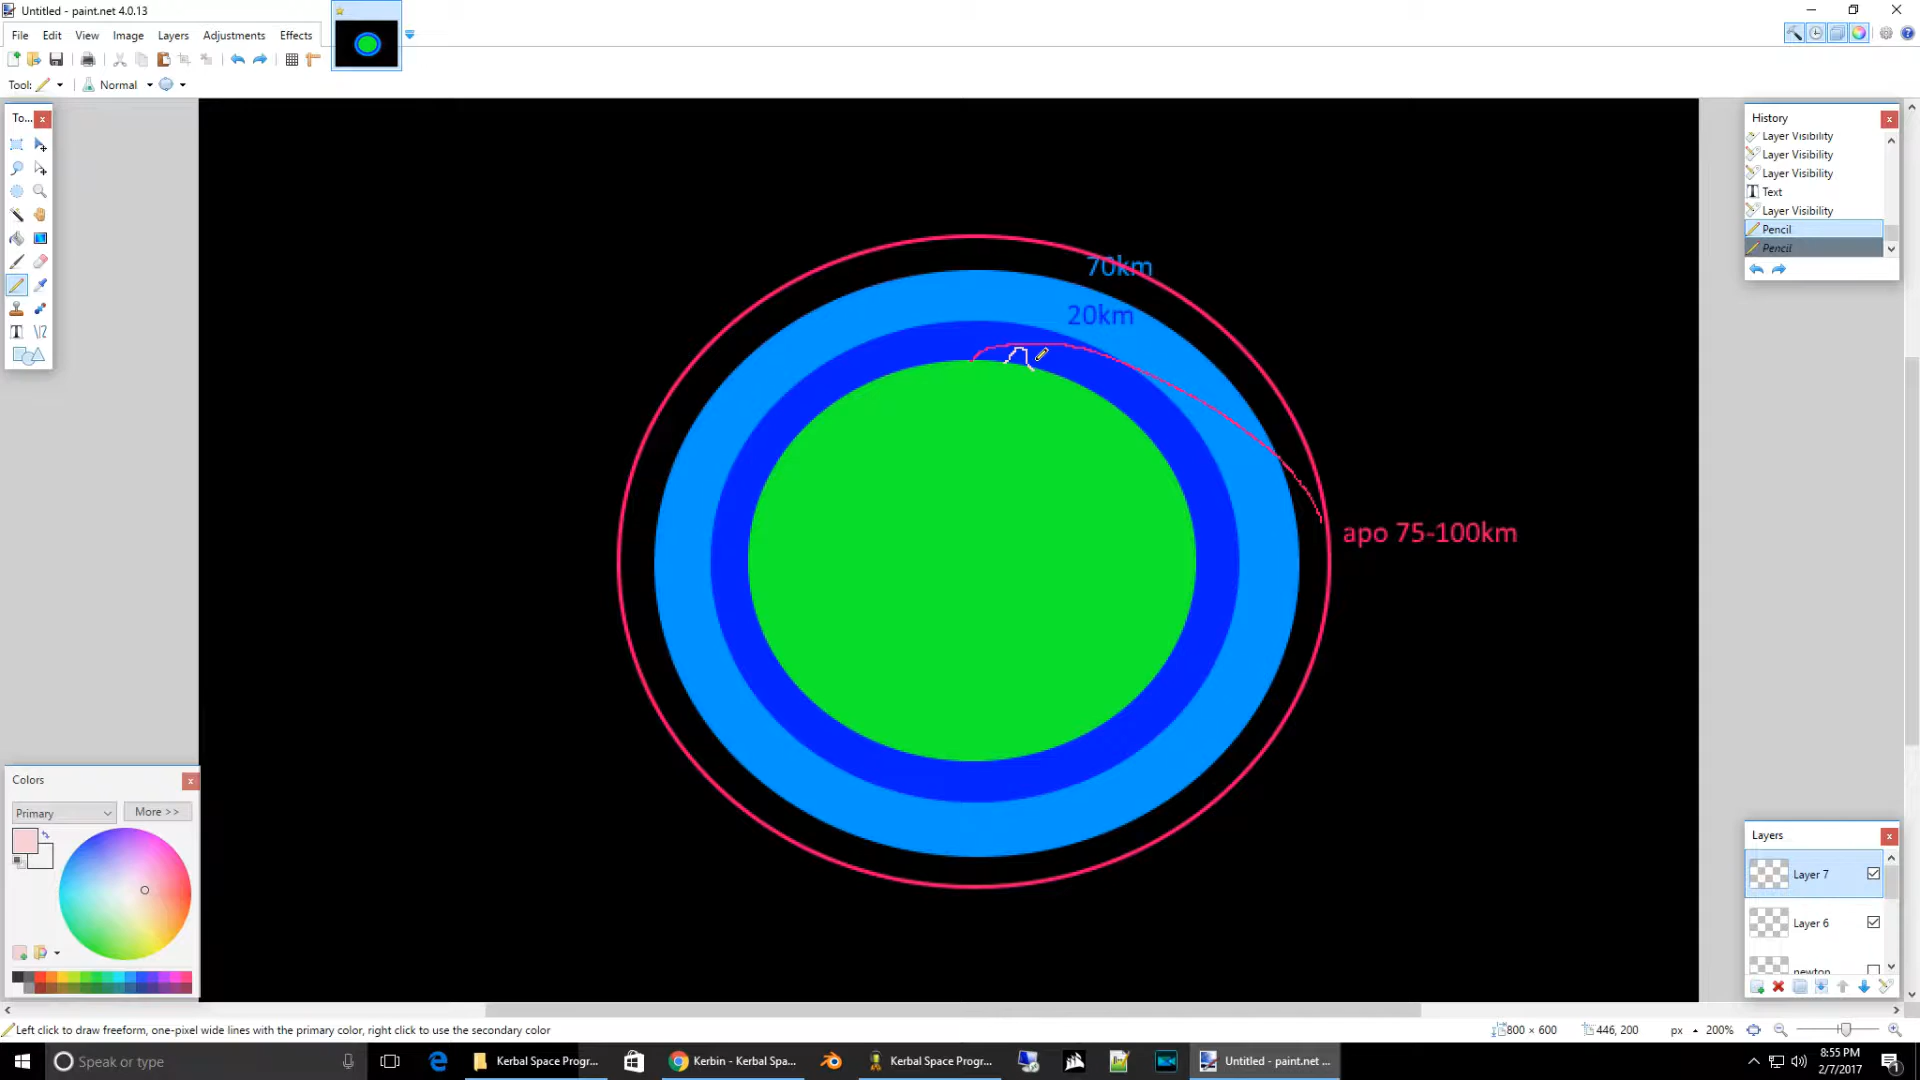 Untitled - paint.net 4.0.13
File Edit View Image Layers Adjustments Effects
Tool: Normal
To...
History
Layer Visibility
Layer Visibility
Layer Visibility
Text
Layer Visibility
Pencil
Pencil
70km
20km
apo 75-100km
Colors
Primary
More >>
Layers
Layer 7
Layer 6
newton
Left click to draw freeform, one-pixel wide lines with the primary color, right click to use the secondary color
800 × 600
446, 200
px
200%
Speak or type
Kerbal Space Progr...
Kerbin - Kerbal Spa...
Kerbal Space Progr...
Untitled - paint.net ...
8:55 PM
2/7/2017